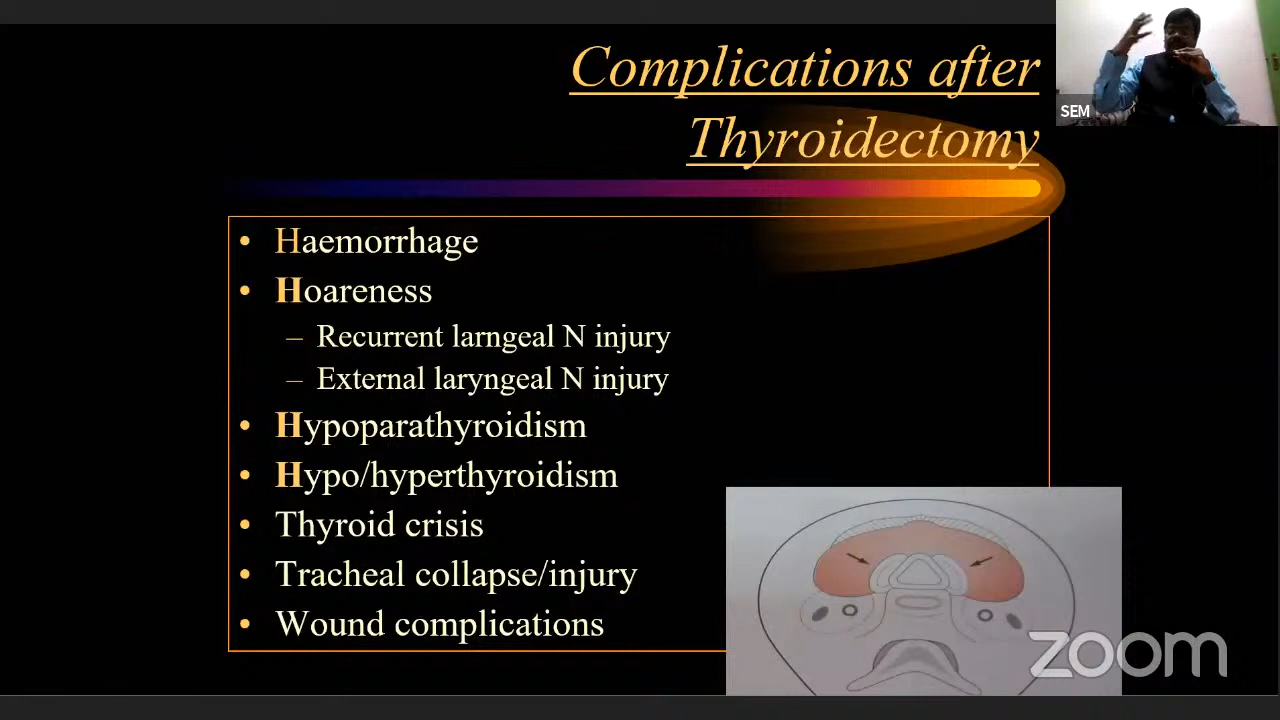 Complications after
Thyroidectomy
SEM
• Haemorrhage
• Hoareness
– Recurrent larngeal N injury
– External laryngeal N injury
• Hypoparathyroidism
• Hypo/hyperthyroidism
• Thyroid crisis
• Tracheal collapse/injury
• Wound complications
zoom